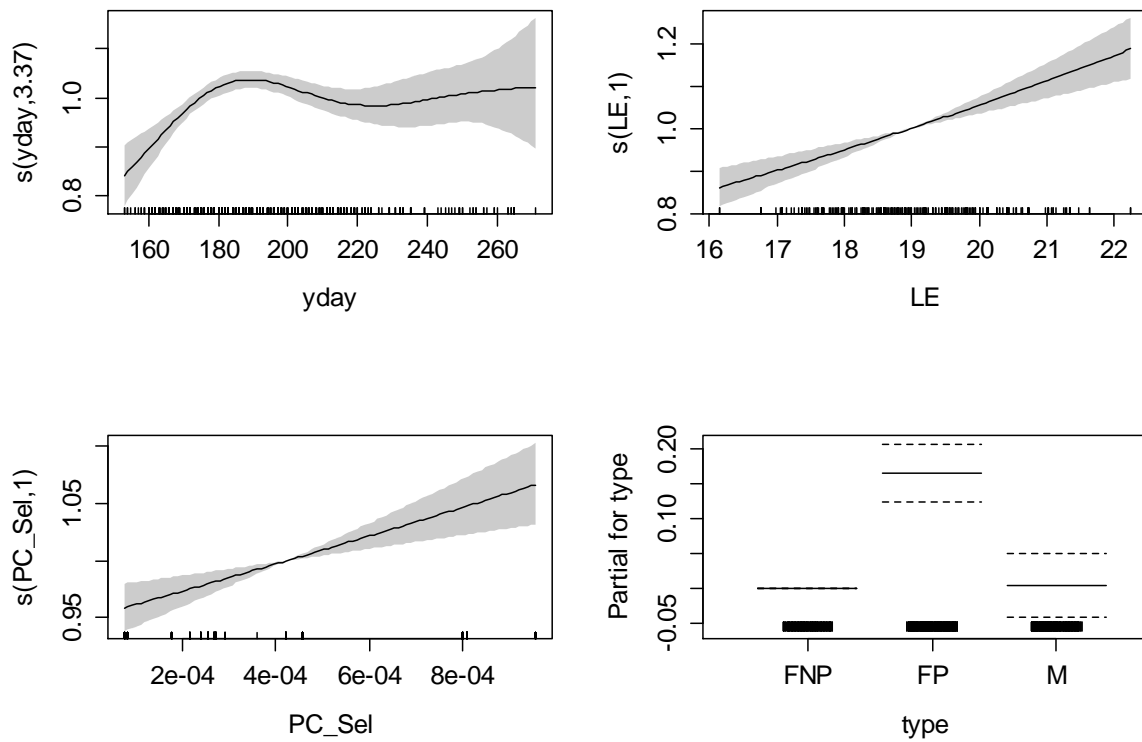 s(yday,3.37)
1.0
0.8
160 180 200 220 240 260
yday
s(LE,1)
1.2
1.0
0.8
16 17 18 19 20 21 22
LE
s(PC_Sel,1)
1.05
0.95
2e-04 4e-04 6e-04 8e-04
PC_Sel
Partial for type
0.20
0.10
-0.05
FNP FP M
type